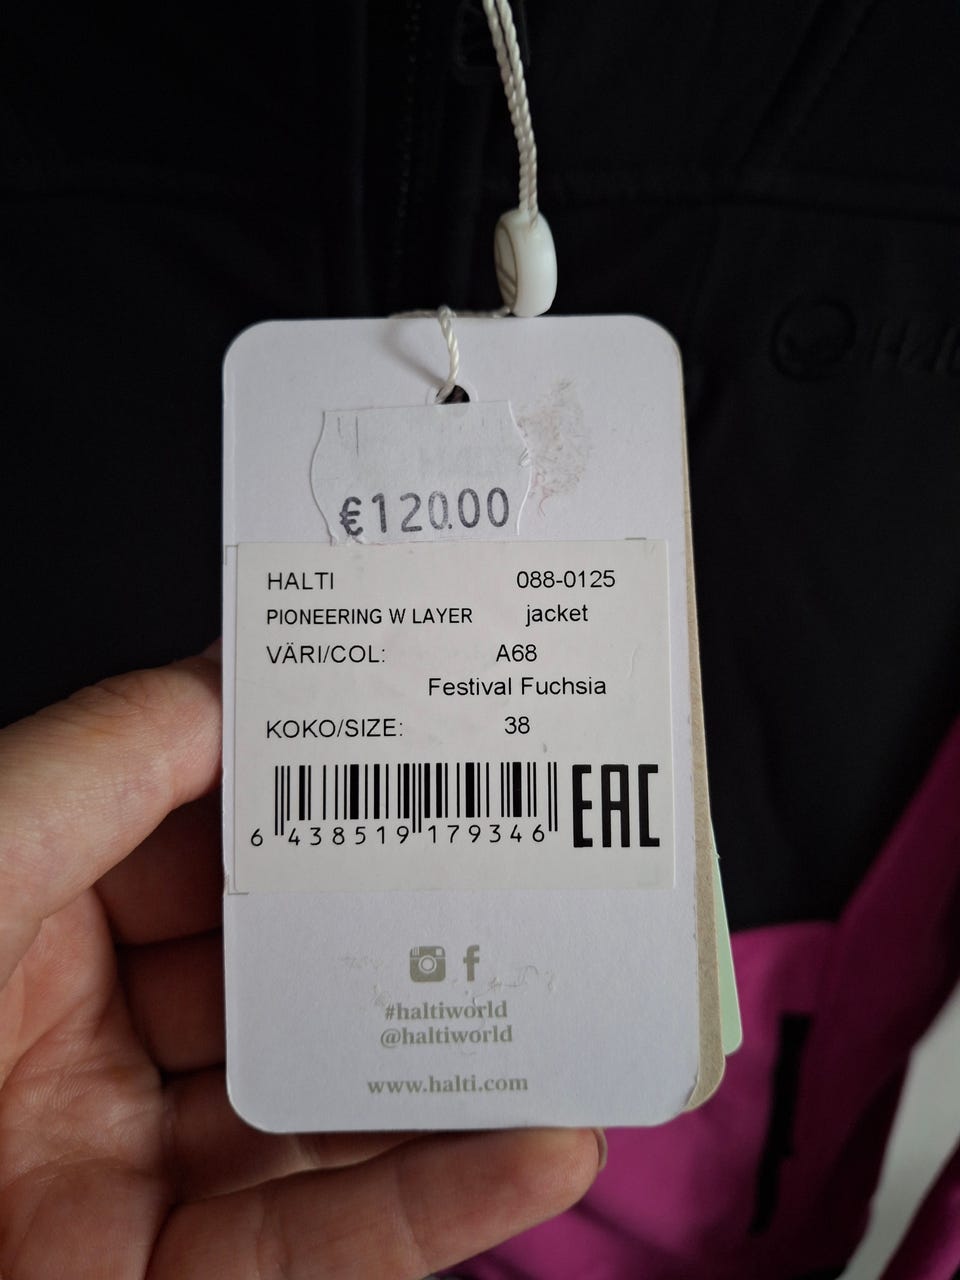 €120.00
HALTI 088-0125
PIONEERING W LAYER jacket
VÄRI/COL: A68
Festival Fuchsia
KOKO/SIZE: 38
6 438519 179346 EAC
#haltiworld
@haltiworld
www.halti.com